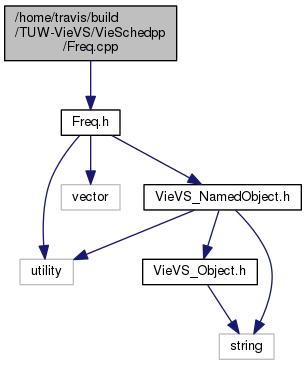 /home/travis/build
/TUW-VieVS/VieSchedpp
/Freq.cpp
Freq.h
vector
VieVS_NamedObject.h
utility
VieVS_Object.h
string